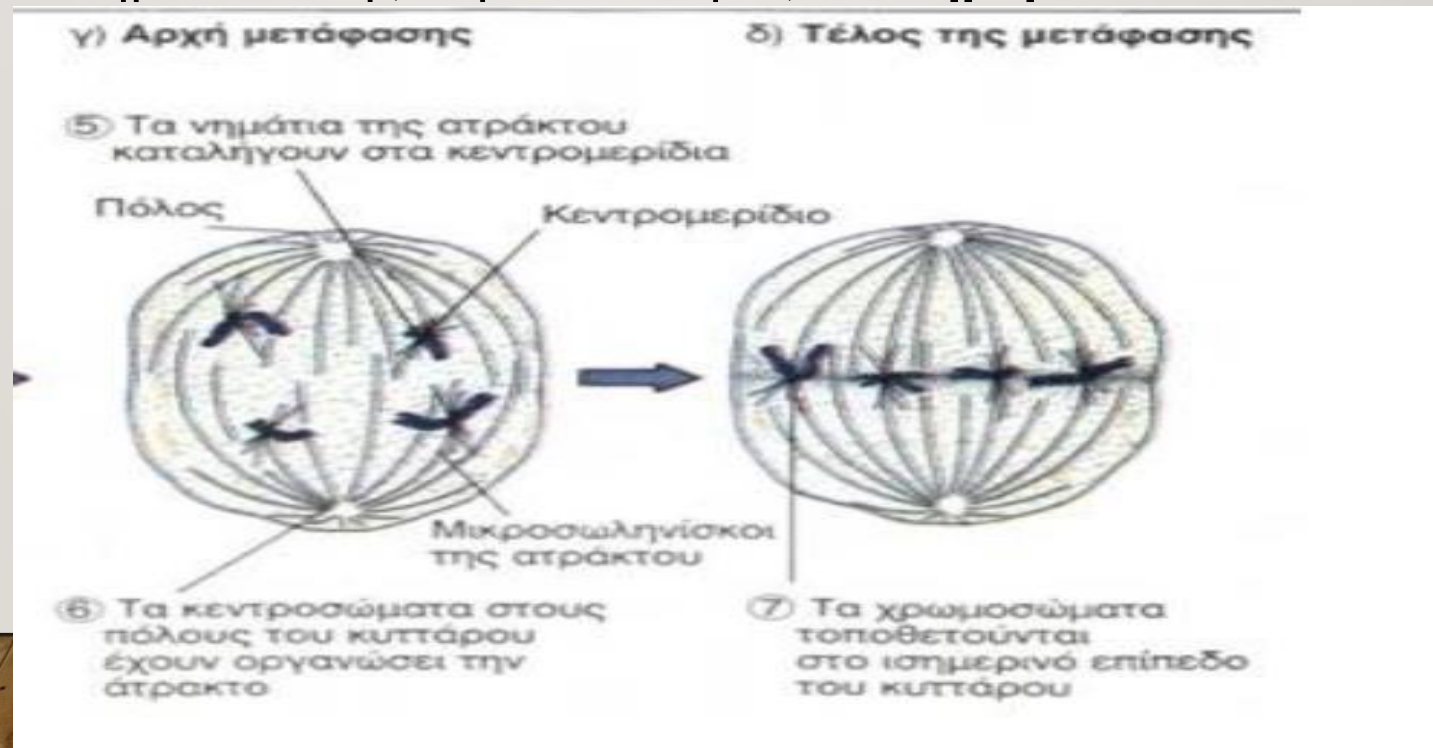 γ) Αρχή μετάφασης
δ) Τέλος της μετάφασης
⑤ Τα νημάτια της ατράκτου
καταλήγουν στα κεντρομερίδια
Πόλος
Κεντρομερίδιο
Μικροσωληνίσκοι
της ατράκτου
⑥ Τα κεντροσώματα στους
πόλους του κυττάρου
έχουν οργανώσει την
άτρακτο
⑦ Τα χρωμοσώματα
τοποθετούνται
στο ισημερινό επίπεδο
του κυττάρου